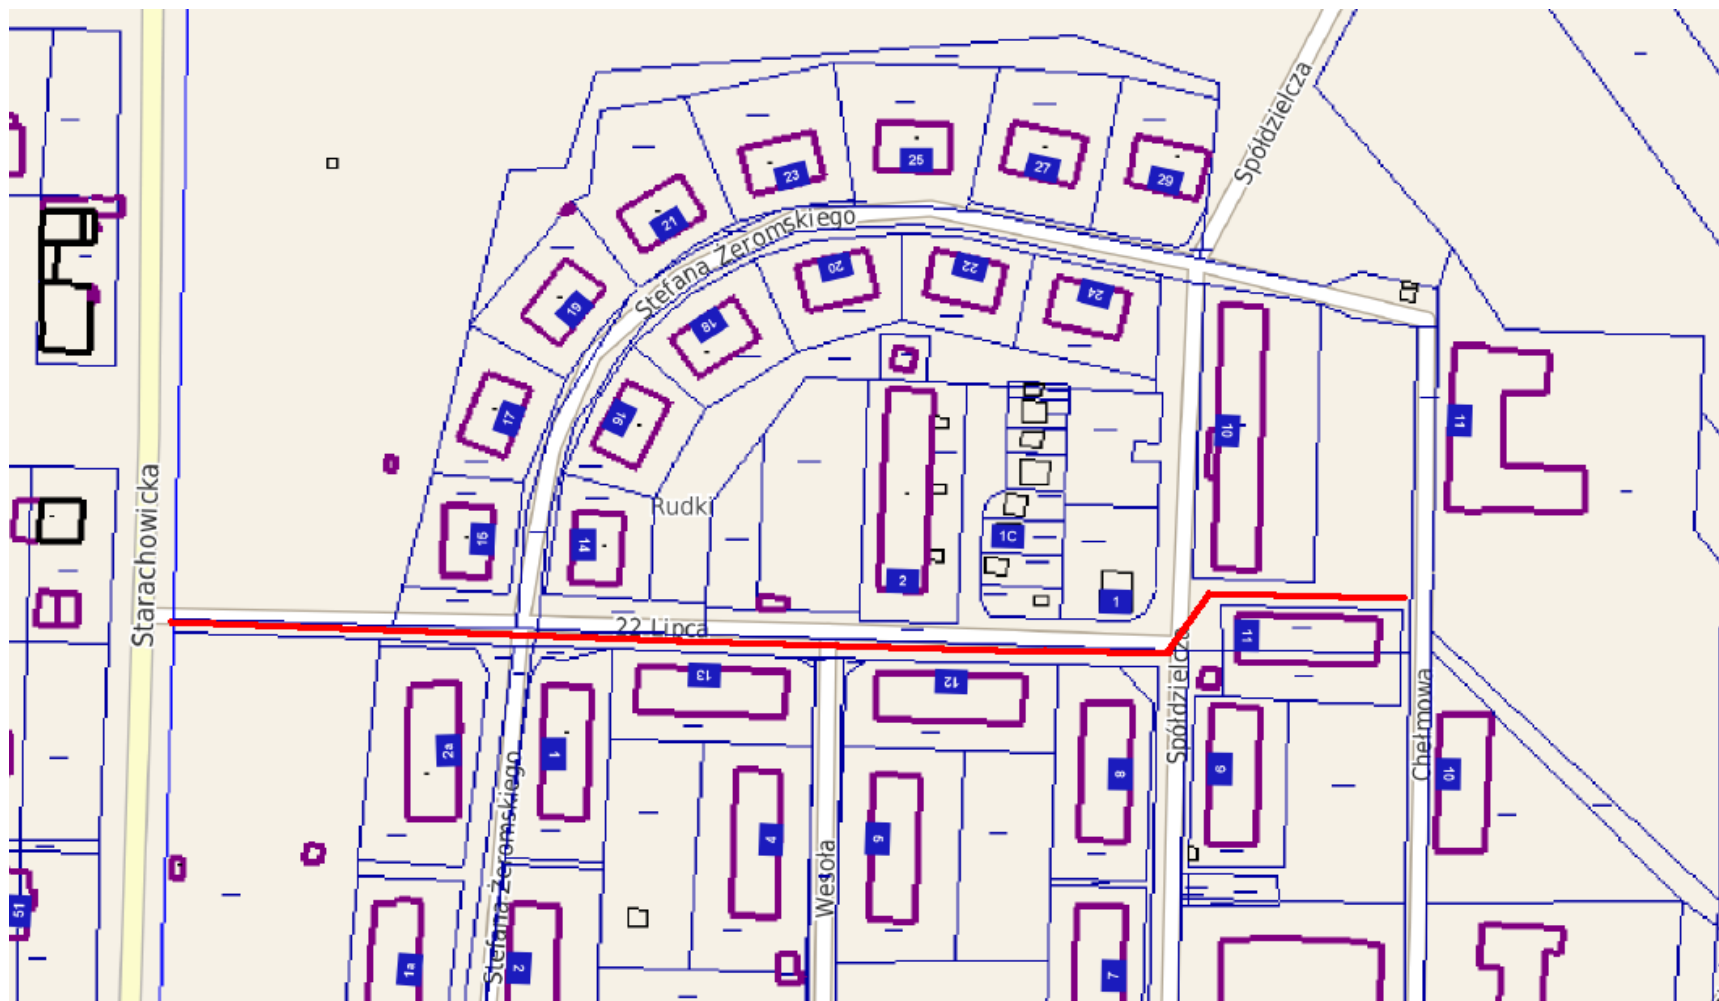 Spółdzielcza
25
27
23
29
21
Stefana Żeromskiego
20
22
19
24
18
17
16
10
11
Starachowicka
Rudki
15
14
1C
2
1
22 Lipca
11
13
12
Spółdzielcza
Chełmowa
2a
1
8
9
10
4
5
Wesoła
Stefana Żeromskiego
51
1a
2
7